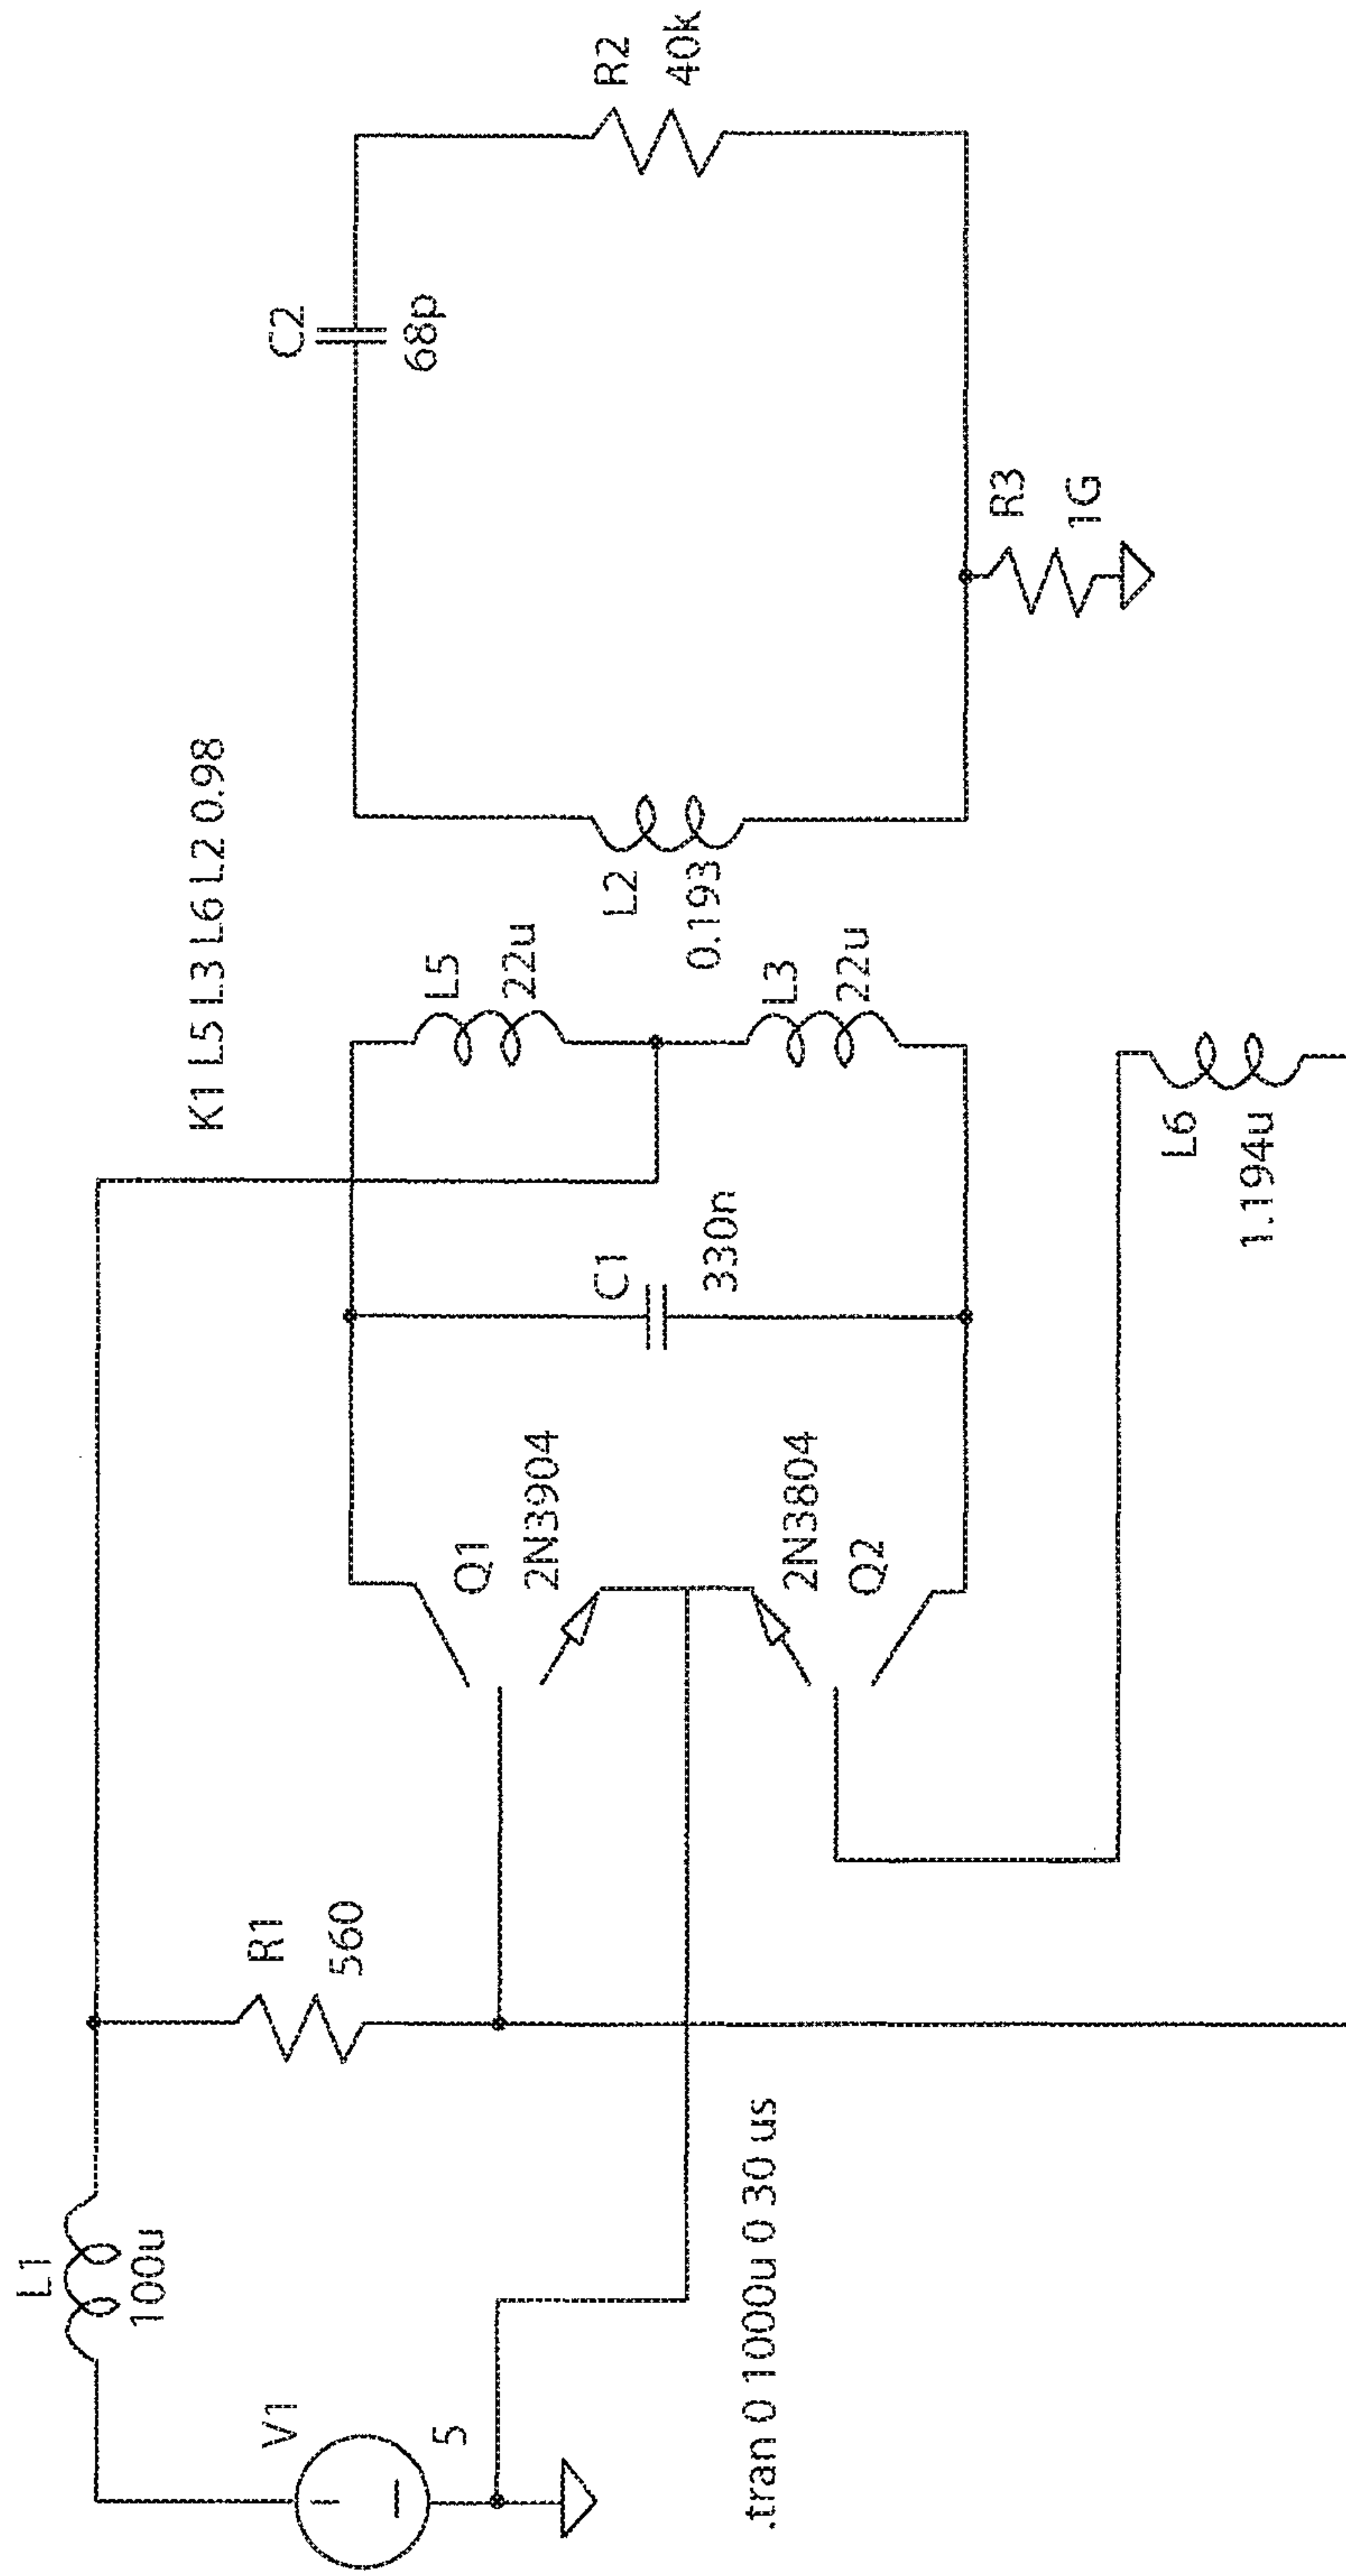 K1 L5 L3 L6 L2 0.98
L1
100u
V1
5
R1
560
Q1
2N3904
2N3804
Q2
C1
330n
L5
22u
L3
22u
L2
0.193
C2
68p
R2
40k
R3
1G
L6
1.194u
.tran 0 1000u 0 30 us